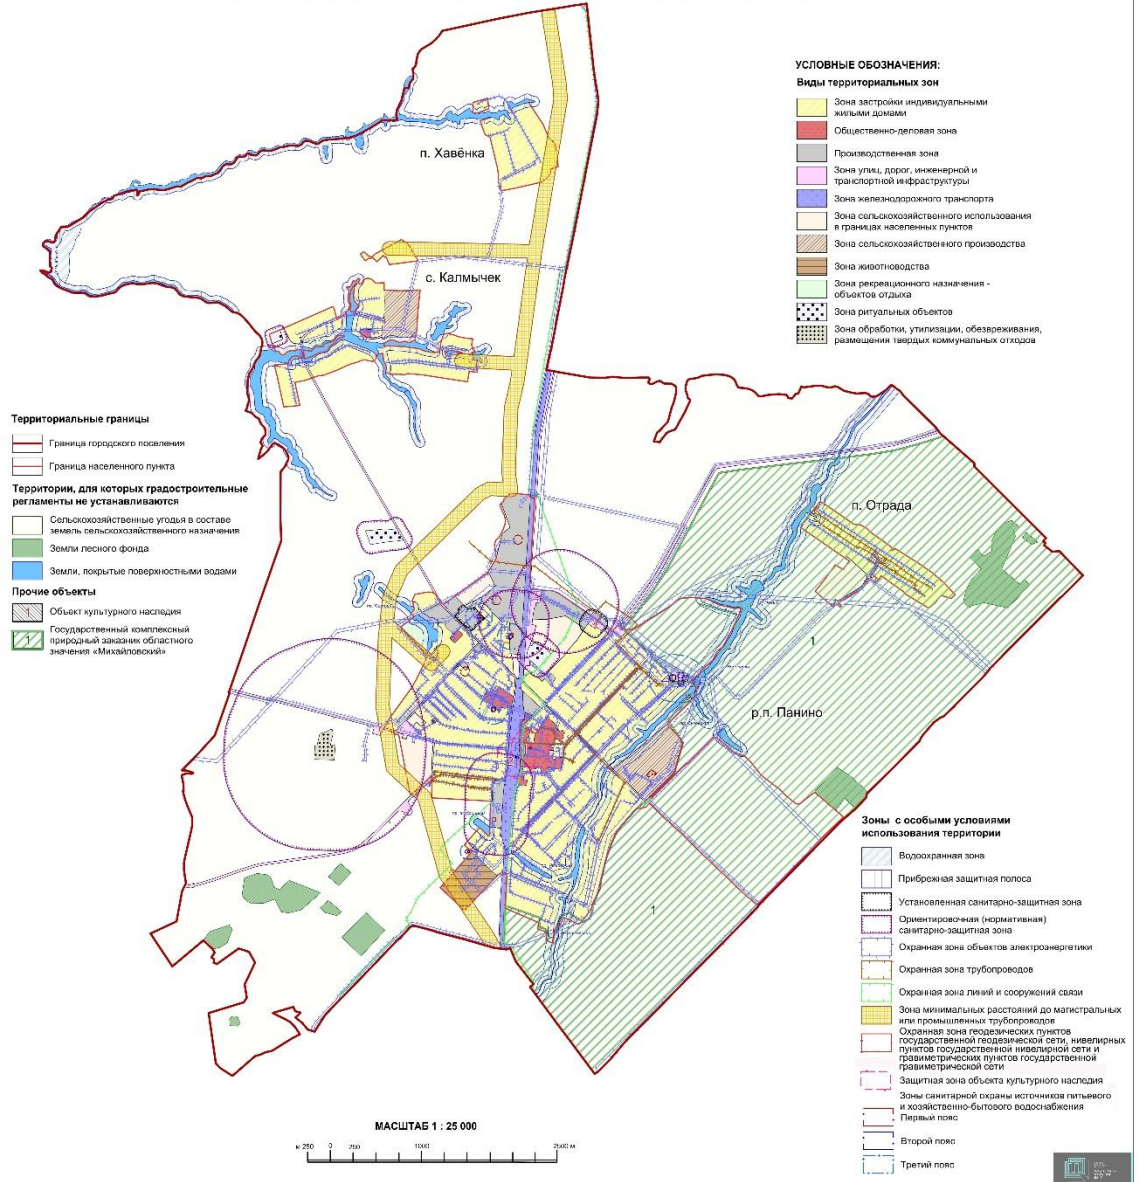 УСЛОВНЫЕ ОБОЗНАЧЕНИЯ:
Виды территориальных зон
Зона застройки индивидуальными
жилыми домами
Общественно-деловая зона
Производственная зона
Зона улиц, дорог, инженерной и
транспортной инфраструктуры
Зона железнодорожного транспорта
Зона сельскохозяйственного использования
в границах населенных пунктов
Зона сельскохозяйственного производства
Зона животноводства
Зона рекреационного назначения -
объектов отдыха
Зона ритуальных объектов
Зона обработки, утилизации, обезвреживания,
размещения твердых коммунальных отходов
п. Хавёнка
с. Калмычек
п. Отрада
р.п. Панино
1
1
Территориальные границы
Граница городского поселения
Граница населенного пункта
Территории, для которых градостроительные
регламенты не устанавливаются
Сельскохозяйственные угодья в составе
земель сельскохозяйственного назначения
Земли лесного фонда
Земли, покрытые поверхностными водами
Прочие объекты
1
Объект культурного наследия
1
Государственный комплексный
природный заказник областного
значения «Михайловский»
Зоны с особыми условиями
использования территории
Водоохранная зона
Прибрежная защитная полоса
Установленная санитарно-защитная зона
Ориентировочная (нормативная)
санитарно-защитная зона
Охранная зона объектов алоктроэнергетики
Охранная зона трубопроводов
Охранная зона линий и сооружений связи
Зона минимальных расстояний до магистральных
или промышленных трубопроводов
Охранная зона геодезических пунктов
государственной геодезической сети, нивелирных
пунктов государственной нивелирной сети и
гравиметрических пунктов государственной
гравиметрической сети
Защитная зона объекта культурного наследия
Зоны санитарной охраны источников питьевого
и хозяйственно-бытового водоснабжения
Первый пояс
Второй пояс
Третий пояс
МАСШТАБ 1 : 25 000
м 250 0 250 1000 2500 м